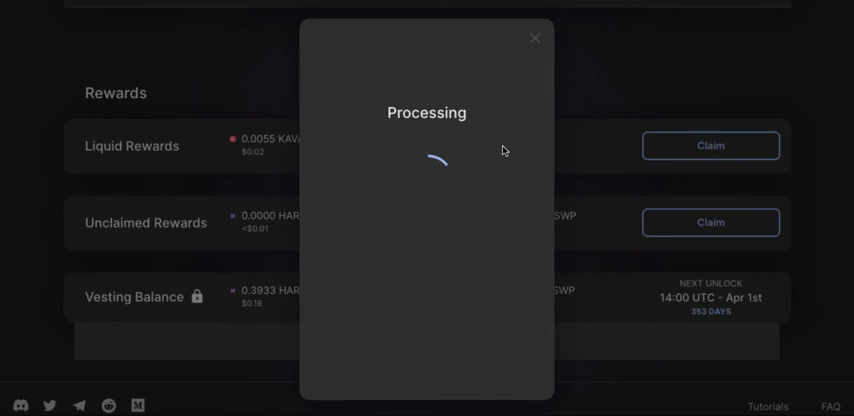 Processing
Rewards
Liquid Rewards
0.0055 KAVA
$0.02
Claim
Unclaimed Rewards
0.0000 HAR
<$0.01
SWP
Claim
Vesting Balance
0.3933 HAR
$0.18
SWP
NEXT UNLOCK
14:00 UTC - Apr 1st
353 DAYS
Tutorials
FAQ